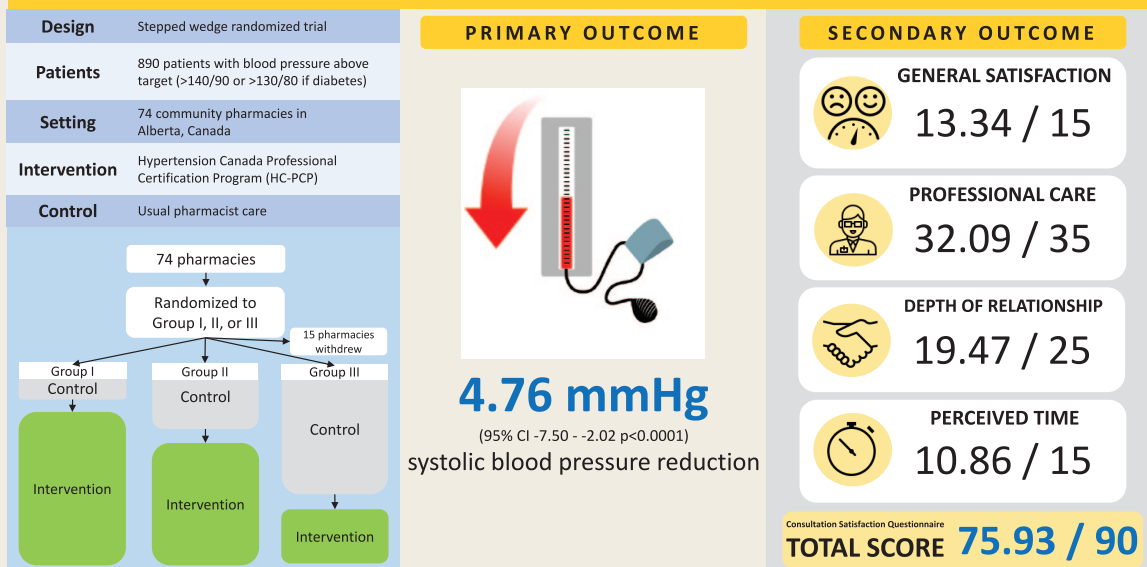 Design
Stepped wedge randomized trial
Patients
890 patients with blood pressure above
target (>140/90 or >130/80 if diabetes)
Setting
74 community pharmacies in
Alberta, Canada
Intervention
Hypertension Canada Professional
Certification Program (HC-PCP)
Control
Usual pharmacist care
74 pharmacies
Randomized to
Group I, II, or III
15 pharmacies
withdrew
Group I
Control
Intervention
Group II
Control
Intervention
Group III
Control
Intervention
PRIMARY OUTCOME
4.76 mmHg
(95% CI -7.50 - -2.02 p<0.0001)
systolic blood pressure reduction
SECONDARY OUTCOME
GENERAL SATISFACTION
13.34 / 15
PROFESSIONAL CARE
32.09 / 35
DEPTH OF RELATIONSHIP
19.47 / 25
PERCEIVED TIME
10.86 / 15
Consultation Satisfaction Questionnaire
TOTAL SCORE 75.93 / 90